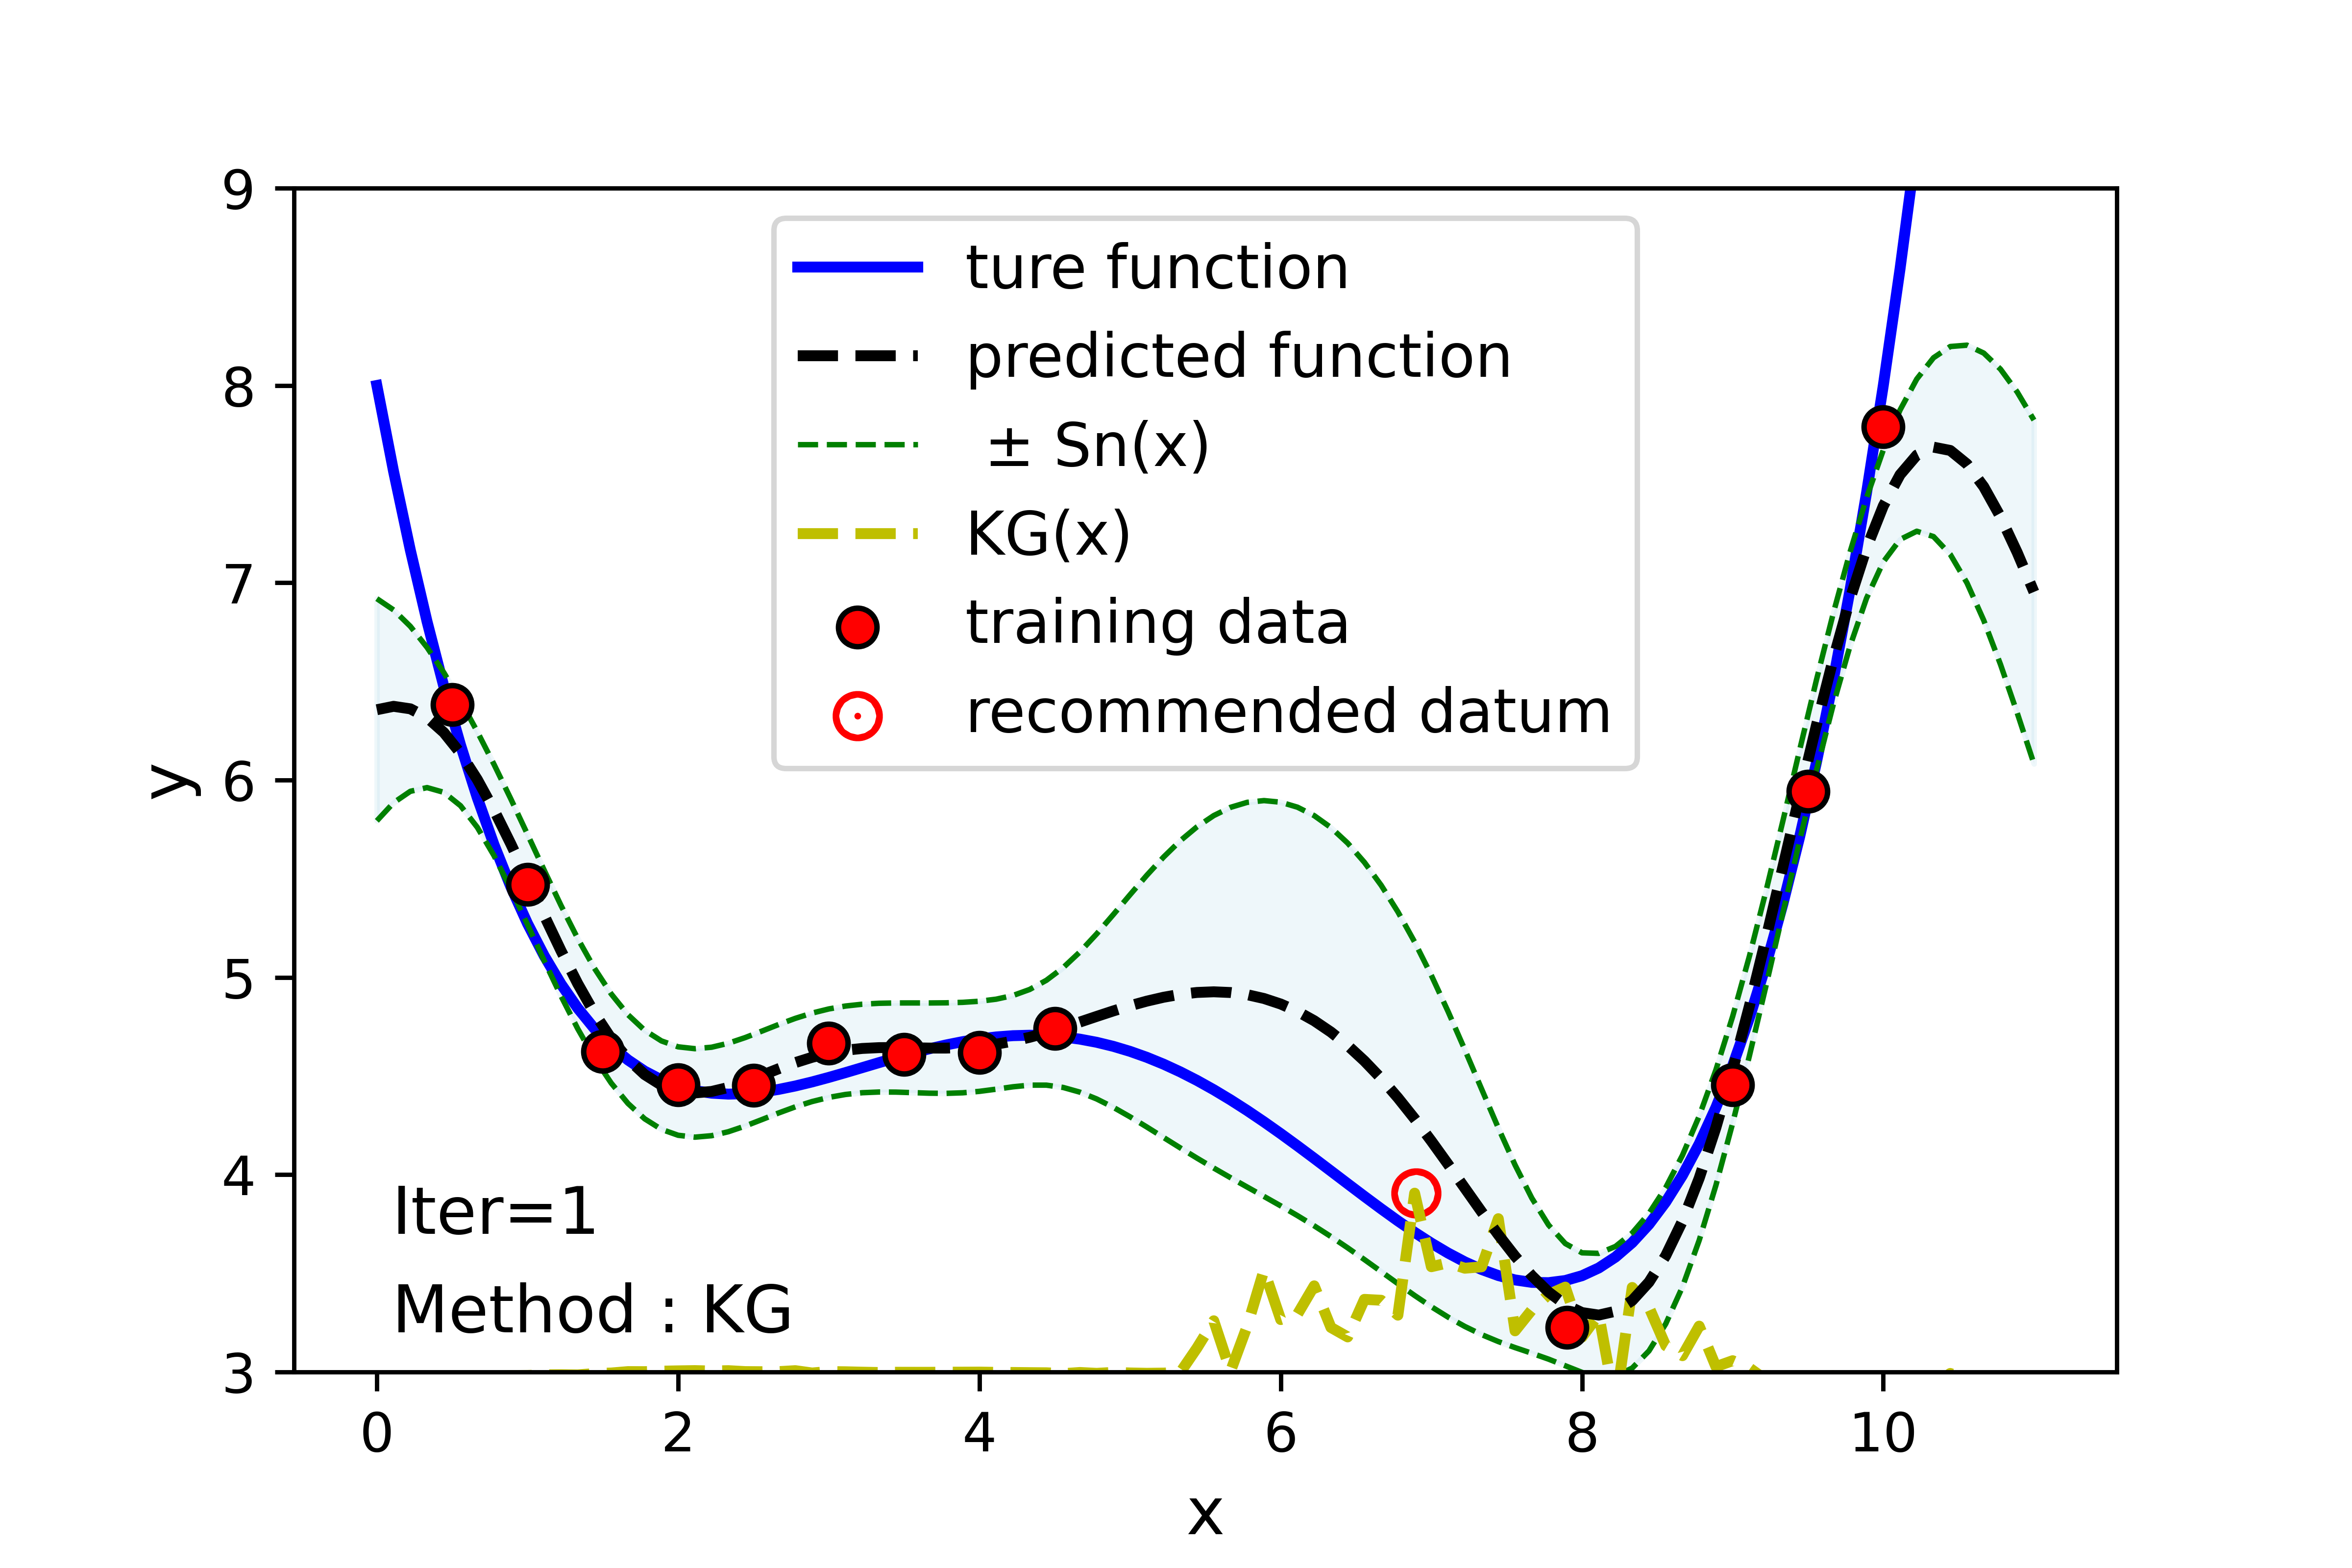 9
8
7
6
5
4
3
y
ture function
predicted function
± Sn(x)
KG(x)
training data
recommended datum
Iter=1
Method : KG
0 2 4 6 8 10
x